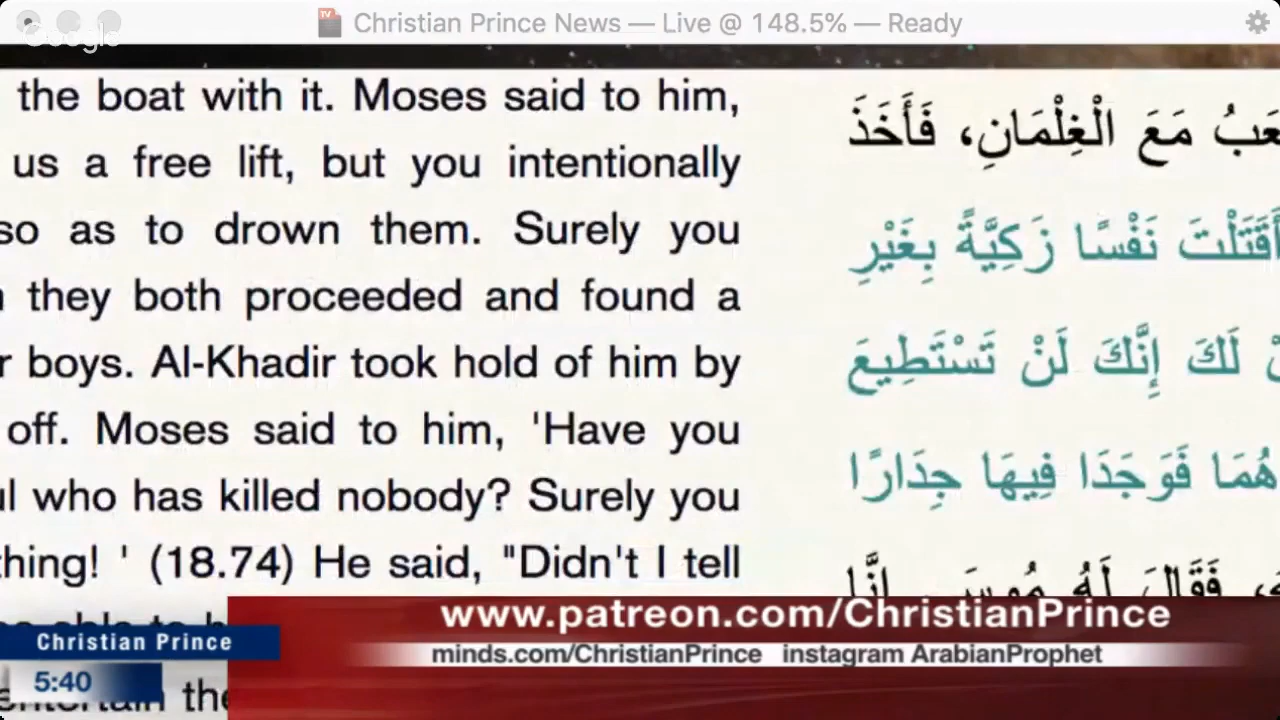 Christian Prince News — Live @ 148.5% — Ready
Google
the boat with it. Moses said to him,
us a free lift, but you intentionally
so as to drown them. Surely you
they both proceeded and found a
boys. Al-Khadir took hold of him by
off. Moses said to him, 'Have you
who has killed nobody? Surely you
thing! ' (18.74) He said, "Didn't I tell
the
مَعَ الْغِلْمَانِ، فَأَخَذَ
أَقَتَلْتَ نَفْسًا زَكِيَّةً بِغَيْرِ
لَكَ إِنَّكَ لَنْ تَسْتَطِيعَ
فَوَجَدَا فِيهَا جِدَارًا
فَقَالَ لَهُ مُوسَى إِنَّا
www.patreon.com/ChristianPrince
minds.com/ChristianPrince instagram ArabianProphet
Christian Prince
5:40